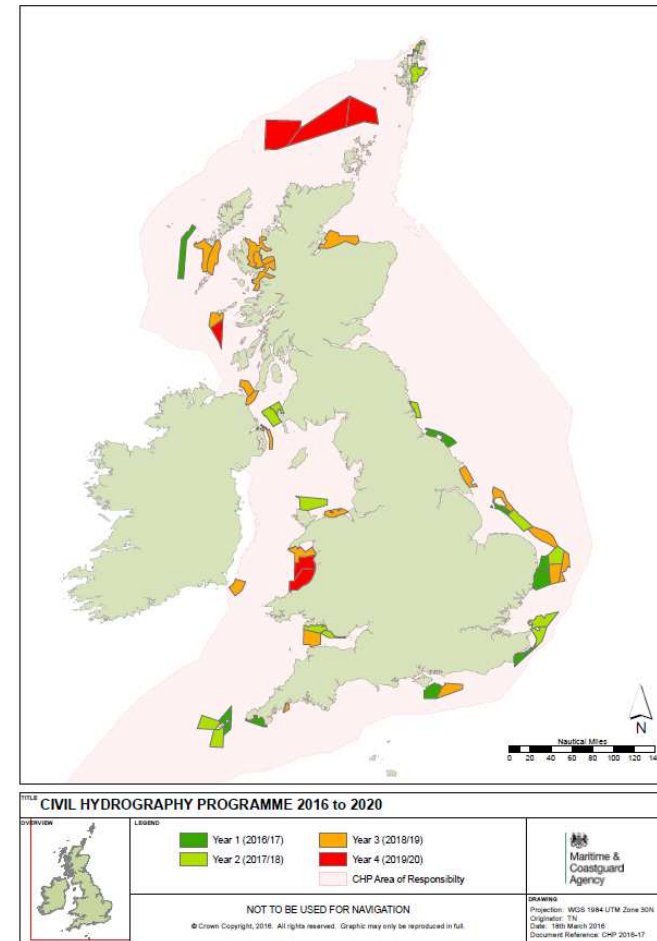 N
Nautical Miles
0 20 40 60 80 100 120 140
TITLE CIVIL HYDROGRAPHY PROGRAMME 2016 to 2020
OVERVIEW
LEGEND
Year 1 (2016/17)
Year 2 (2017/18)
Year 3 (2018/19)
Year 4 (2019/20)
CHP Area of Responsibilty
NOT TO BE USED FOR NAVIGATION
© Crown Copyright, 2016. All rights reserved. Graphic may only be reproduced in full.
Maritime &
Coastguard
Agency
DRAWING
Projection: WGS 1984 UTM Zone 30N
Originator: TN
Date: 18th March 2016
Document Reference: CHP 2016-17